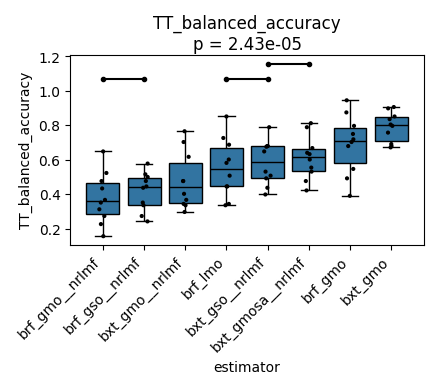 TT_balanced_accuracy
p = 2.43e-05
TT_balanced_accuracy
1.2
1.0
0.8
0.6
0.4
0.2
brf_gmo__nrlmf
brf_gso__nrlmf
bxt_gmo__nrlmf
brf_lmo
bxt_gso__nrlmf
bxt_gmosa__nrlmf
brf_gmo
bxt_gmo
estimator